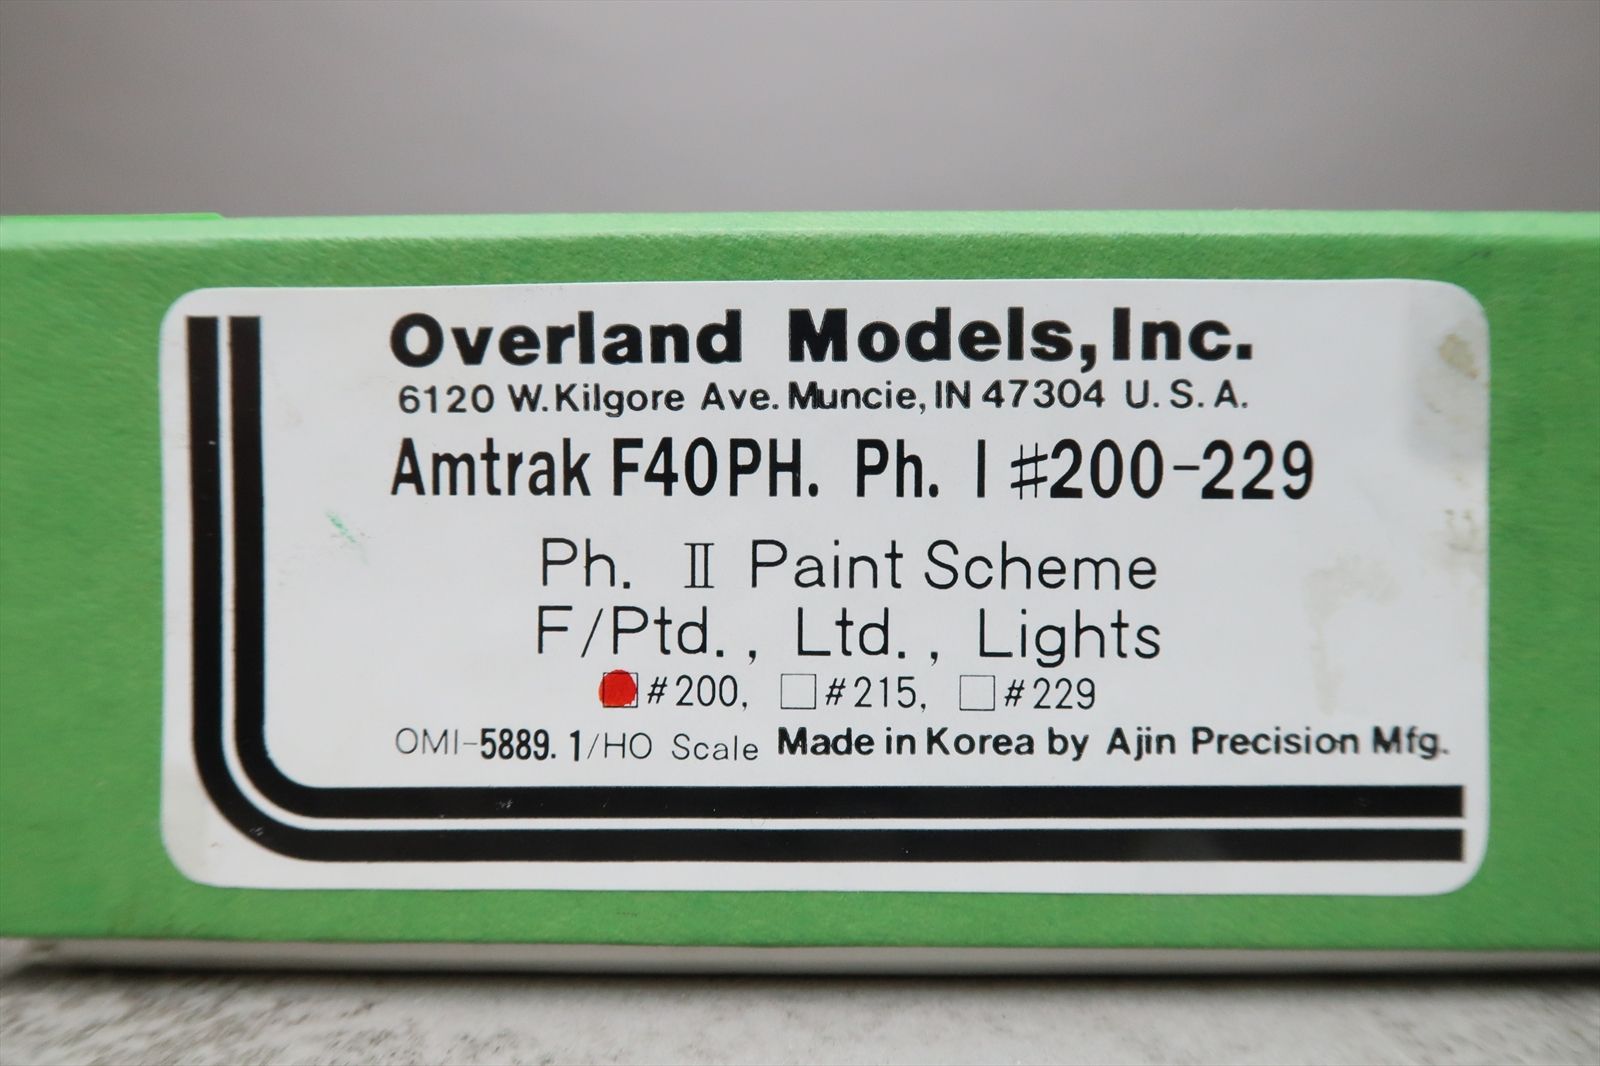 Overland Models, Inc.
6120 W. Kilgore Ave. Muncie, IN 47304 U.S.A.
Amtrak F40PH. Ph. I #200-229
Ph. II Paint Scheme
F/Ptd., Ltd., Lights
#200, #215, #229
OMI-5889.1/HO Scale Made in Korea by Ajin Precision Mfg.